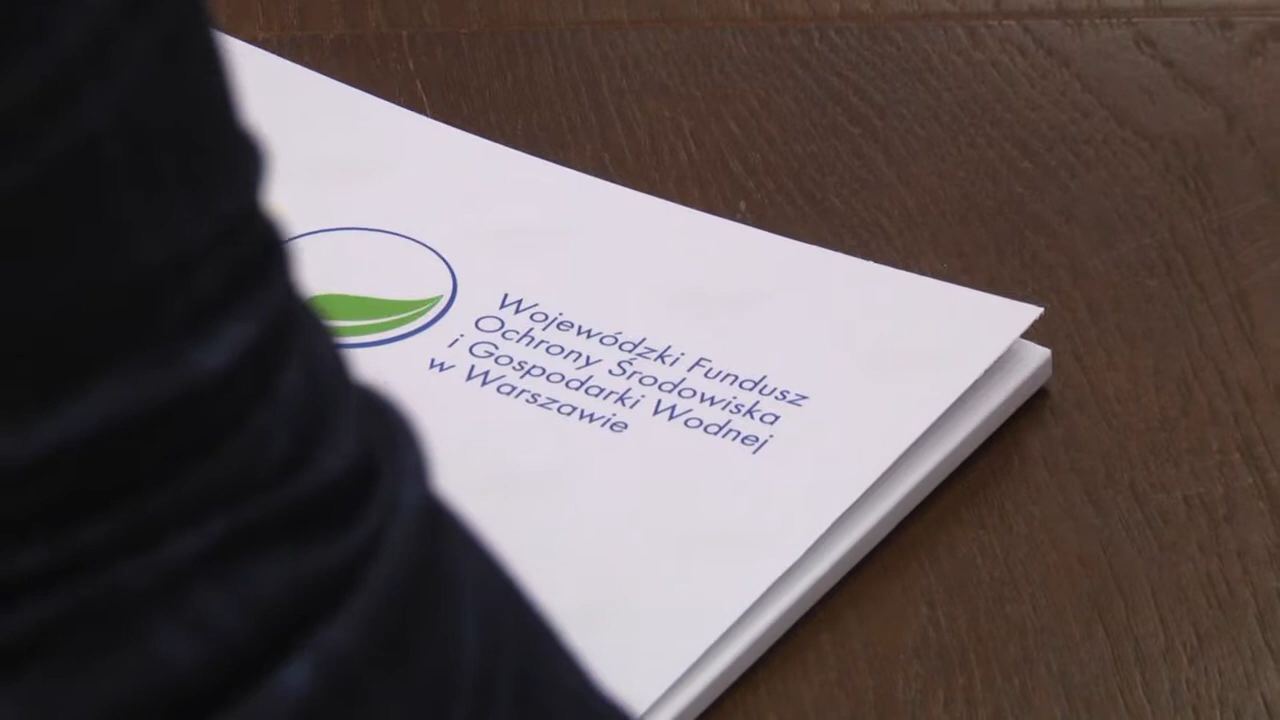 Wojewódzki Fundusz
Ochrony Środowiska
i Gospodarki Wodnej
w Warszawie